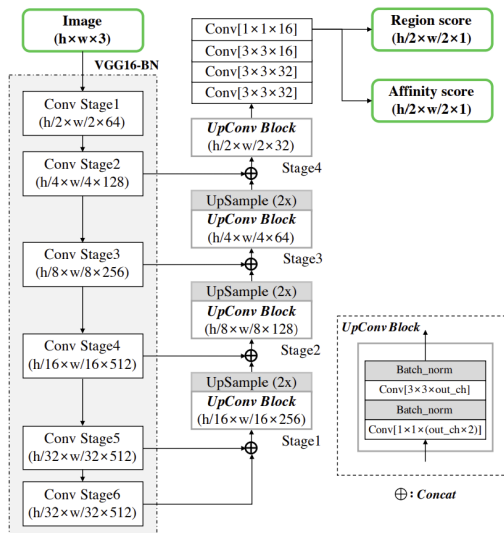 Image
(h×w×3)
VGG16-BN
Conv Stage1
(h/2×w/2×64)
Conv Stage2
(h/4×w/4×128)
Conv Stage3
(h/8×w/8×256)
Conv Stage4
(h/16×w/16×512)
Conv Stage5
(h/32×w/32×512)
Conv Stage6
(h/32×w/32×512)
Conv[1×1×16]
Conv[3×3×16]
Conv[3×3×32]
Conv[3×3×32]
UpConv Block
(h/2×w/2×32)
Stage4
UpSample (2x)
UpConv Block
(h/4×w/4×64)
Stage3
UpSample (2x)
UpConv Block
(h/8×w/8×128)
Stage2
UpSample (2x)
UpConv Block
(h/16×w/16×256)
Stage1
Region score
(h/2×w/2×1)
Affinity score
(h/2×w/2×1)
UpConv Block
Batch_norm
Conv[3×3×out_ch]
Batch_norm
Conv[1×1×(out_ch×2)]
⊕ : Concat